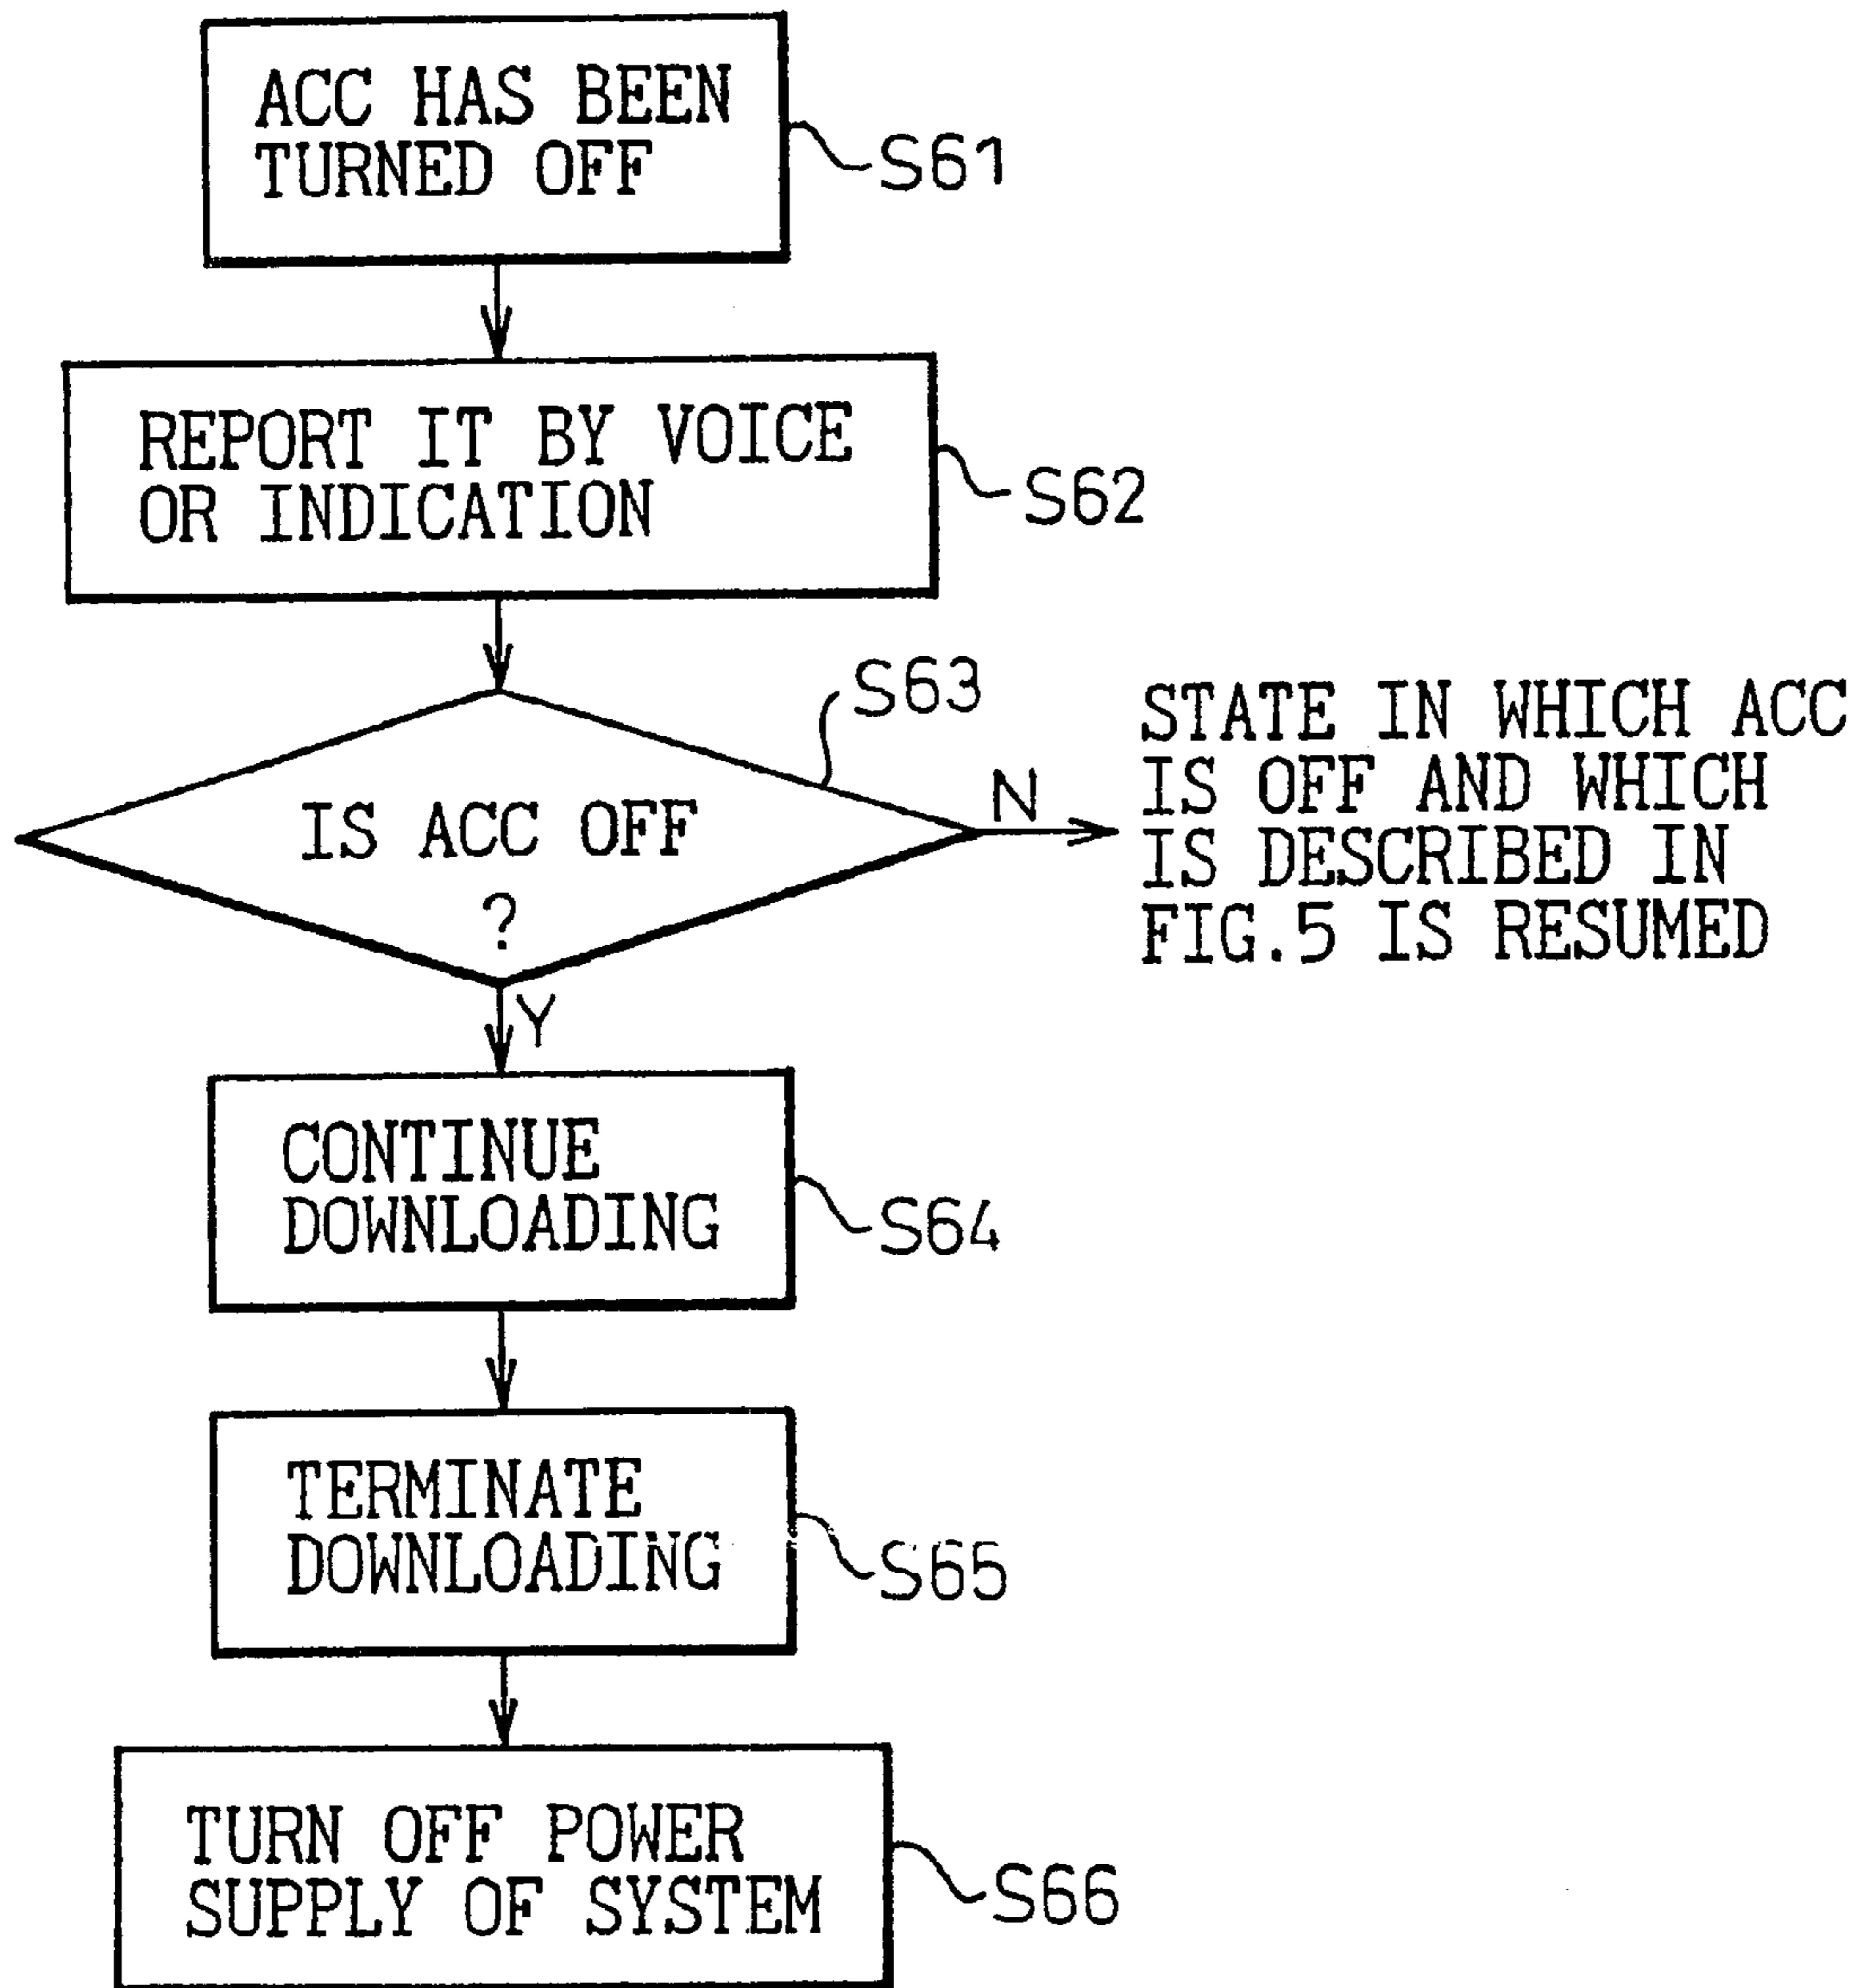 ACC HAS BEEN
TURNED OFF
S61
REPORT IT BY VOICE
OR INDICATION
S62
S63
IS ACC OFF
?
N
STATE IN WHICH ACC
IS OFF AND WHICH
IS DESCRIBED IN
FIG.5 IS RESUMED
Y
CONTINUE
DOWNLOADING
S64
TERMINATE
DOWNLOADING
S65
TURN OFF POWER
SUPPLY OF SYSTEM
S66